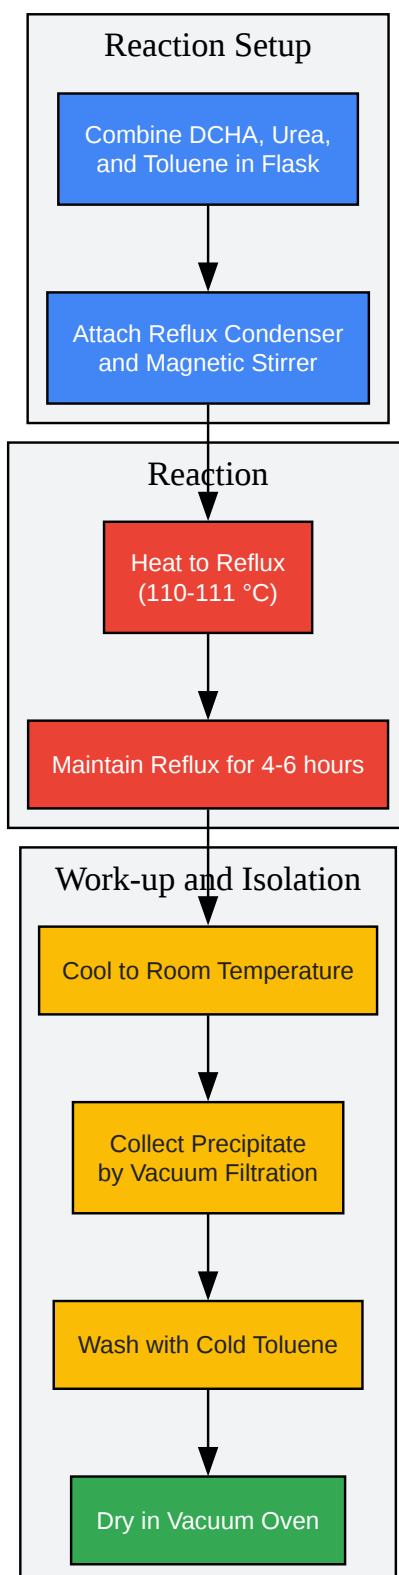 Reaction Setup
Combine DCHA, Urea,
and Toluene in Flask
Attach Reflux Condenser
and Magnetic Stirrer
Reaction
Heat to Reflux
(110-111 °C)
Maintain Reflux for 4-6 hours
Work-up and Isolation
Cool to Room Temperature
Collect Precipitate
by Vacuum Filtration
Wash with Cold Toluene
Dry in Vacuum Oven